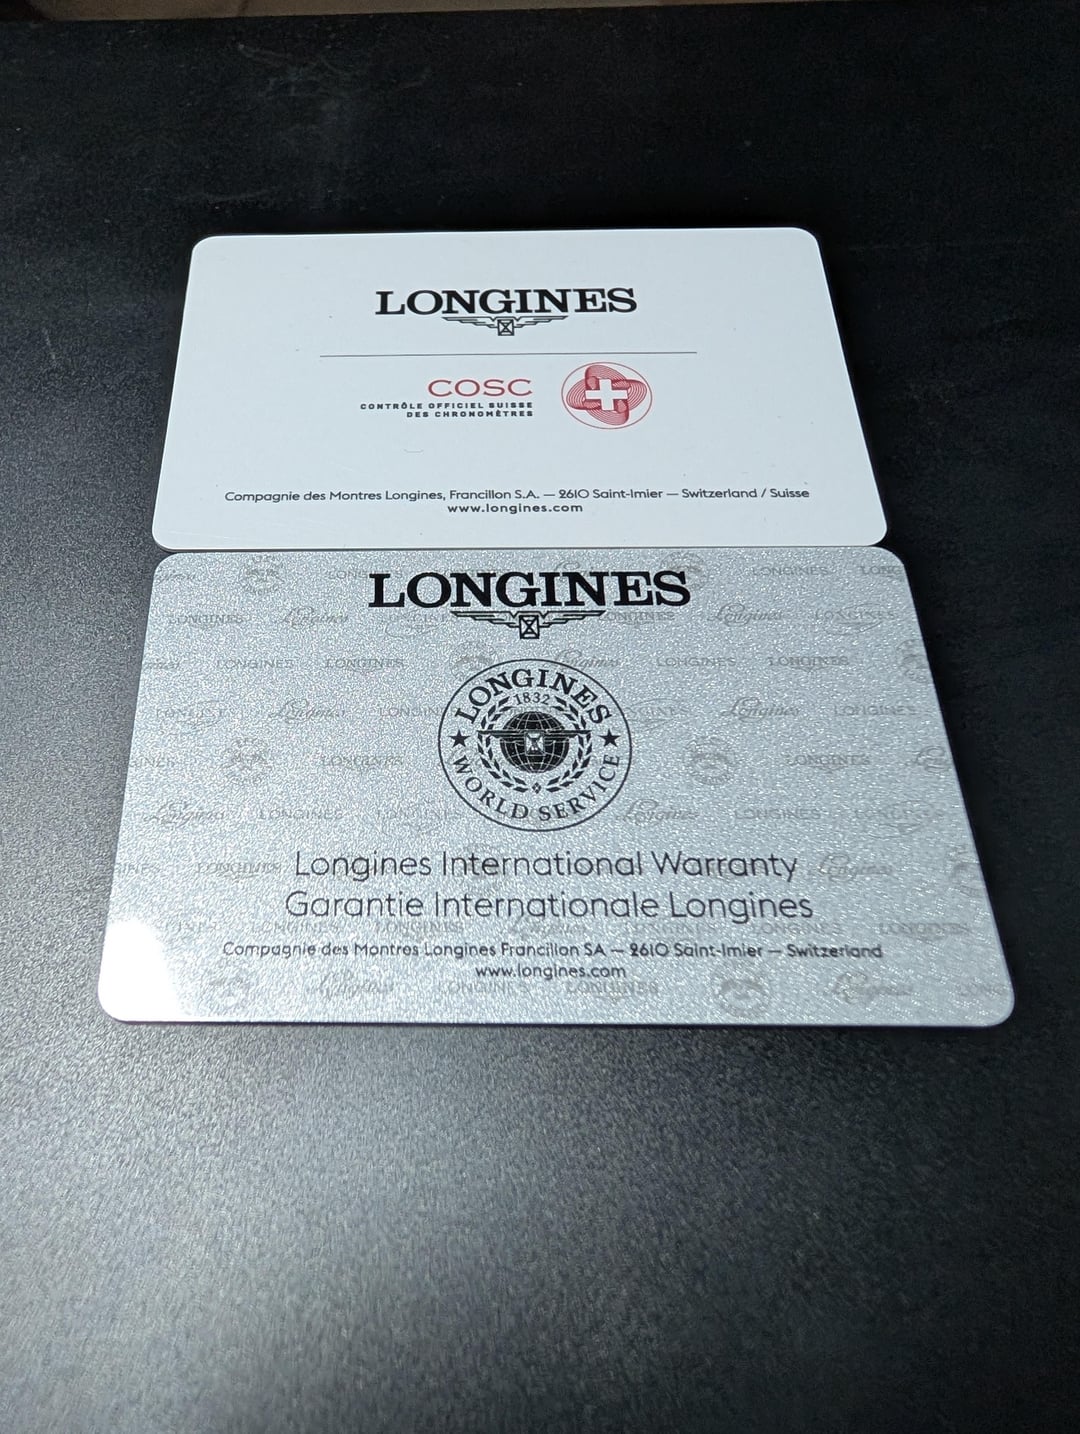 LONGINES
COSC
CONTRÔLE OFFICIEL SUISSE
DES CHRONOMÈTRES
Compagnie des Montres Longines, Francillon S.A. — 2610 Saint-Imier — Switzerland / Suisse
www.longines.com
LONGINES
LONGINES
1832
WORLD SERVICE
Longines International Warranty
Garantie Internationale Longines
Compagnie des Montres Longines Francillon SA — 2610 Saint-Imier — Switzerland
www.longines.com